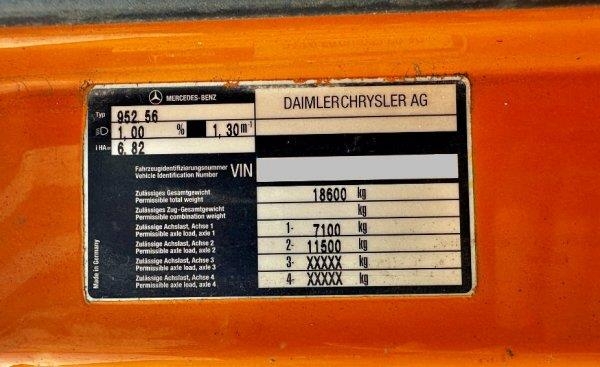 MERCEDES-BENZ
DAIMLERCHRYSLER AG
Typ 952.56
1,00 % 1,30m⁻¹
i HA= 6,82
Fahrzeugidentifizierungsnummer
Vehicle Identification Number
VIN
Zulässiges Gesamtgewicht
Permissible total weight
18600 kg
Zulässiges Zug-Gesamtgewicht
Permissible combination weight
kg
Zulässige Achslast, Achse 1
Permissible axle load, axle 1
1- 7100 kg
Zulässige Achslast, Achse 2
Permissible axle load, axle 2
2- 11500 kg
Zulässige Achslast, Achse 3
Permissible axle load, axle 3
3- XXXXX kg
Zulässige Achslast, Achse 4
Permissible axle load, axle 4
4- XXXXX kg
Made in Germany